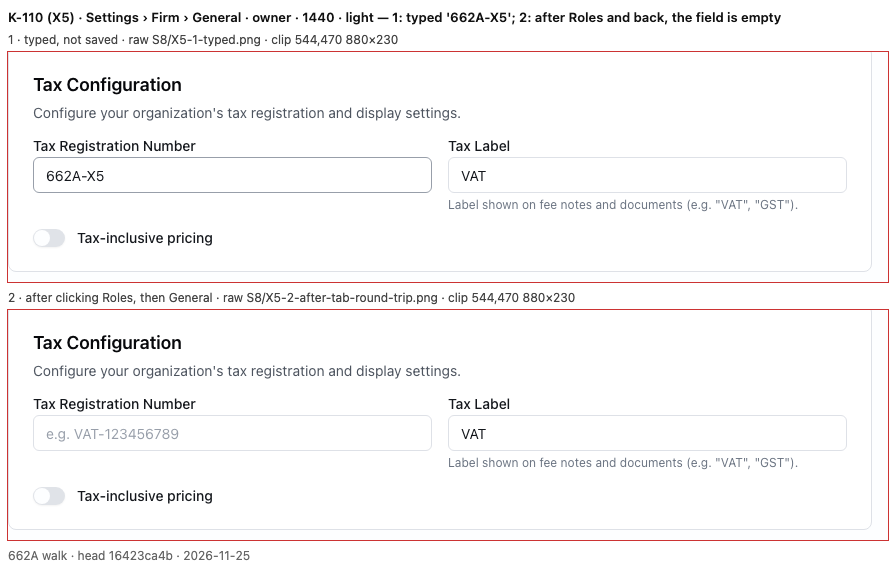 K-110 (X5) · Settings › Firm › General · owner · 1440 · light — 1: typed '662A-X5'; 2: after Roles and back, the field is empty
1 · typed, not saved · raw S8/X5-1-typed.png · clip 544,470 880×230
Tax Configuration
Configure your organization's tax registration and display settings.
Tax Registration Number
Tax Label
662A-X5
VAT
Label shown on fee notes and documents (e.g. "VAT", "GST").
Tax-inclusive pricing
2 · after clicking Roles, then General · raw S8/X5-2-after-tab-round-trip.png · clip 544,470 880×230
Tax Configuration
Configure your organization's tax registration and display settings.
Tax Registration Number
Tax Label
e.g. VAT-123456789
VAT
Label shown on fee notes and documents (e.g. "VAT", "GST").
Tax-inclusive pricing
662A walk · head 16423ca4b · 2026-11-25